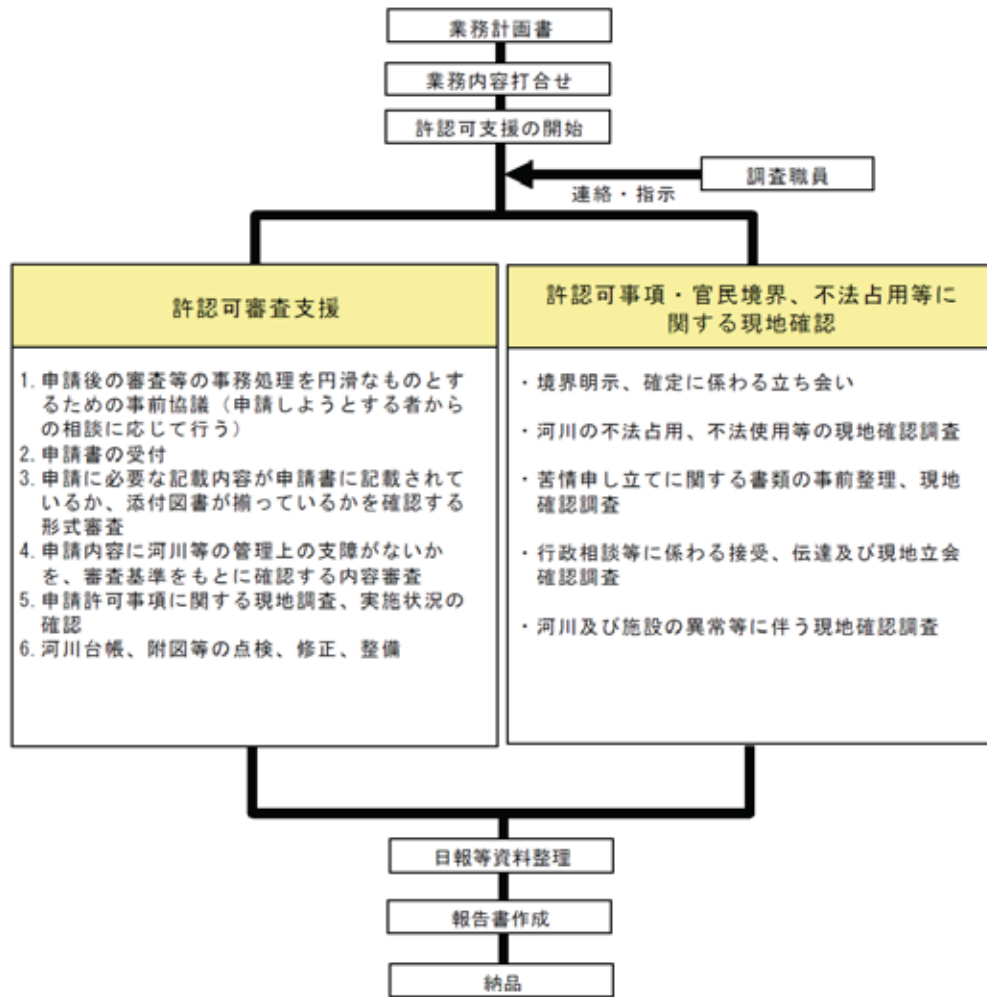 業務計画書
業務内容打合せ
許認可支援の開始
調査職員
連絡・指示
許認可審査支援
1. 申請後の審査等の事務処理を円滑なものとす
るための事前協議（申請しようとする者から
の相談に応じて行う）
2. 申請書の受付
3. 申請に必要な記載内容が申請書に記載されて
いるか、添付図書が揃っているかを確認する
形式審査
4. 申請内容に河川等の管理上の支障がないか
を、審査基準をもとに確認する内容審査
5. 申請許可事項に関する現地調査、実施状況の
確認
6. 河川台帳、附図等の点検、修正、整備
許認可事項・官民境界、不法占用等に
関する現地確認
・境界明示、確定に係わる立ち会い
・河川の不法占用、不法使用等の現地確認調査
・苦情申し立てに関する書類の事前整理、現地
確認調査
・行政相談等に係わる接受、伝達及び現地立会
確認調査
・河川及び施設の異常等に伴う現地確認調査
日報等資料整理
報告書作成
納品